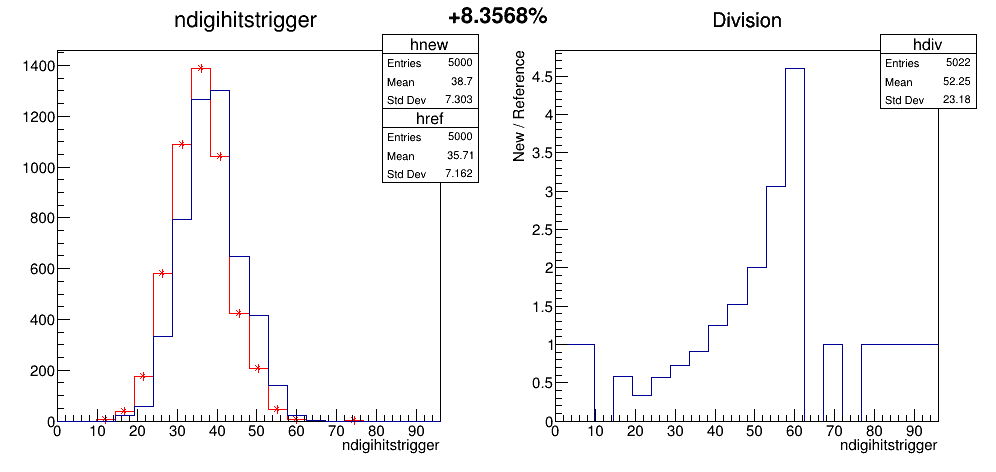 +8.3568%
ndigihitstrigger
hnew
Entries 5000
Mean 38.7
Std Dev 7.303
href
Entries 5000
Mean 35.71
Std Dev 7.162
1400
1200
1000
800
600
400
200
0
0 10 20 30 40 50 60 70 80 90
ndigihitstrigger
Division
hdiv
Entries 5022
Mean 52.25
Std Dev 23.18
New / Reference
4.5
4
3.5
3
2.5
2
1.5
1
0.5
0
0 10 20 30 40 50 60 70 80 90
ndigihitstrigger